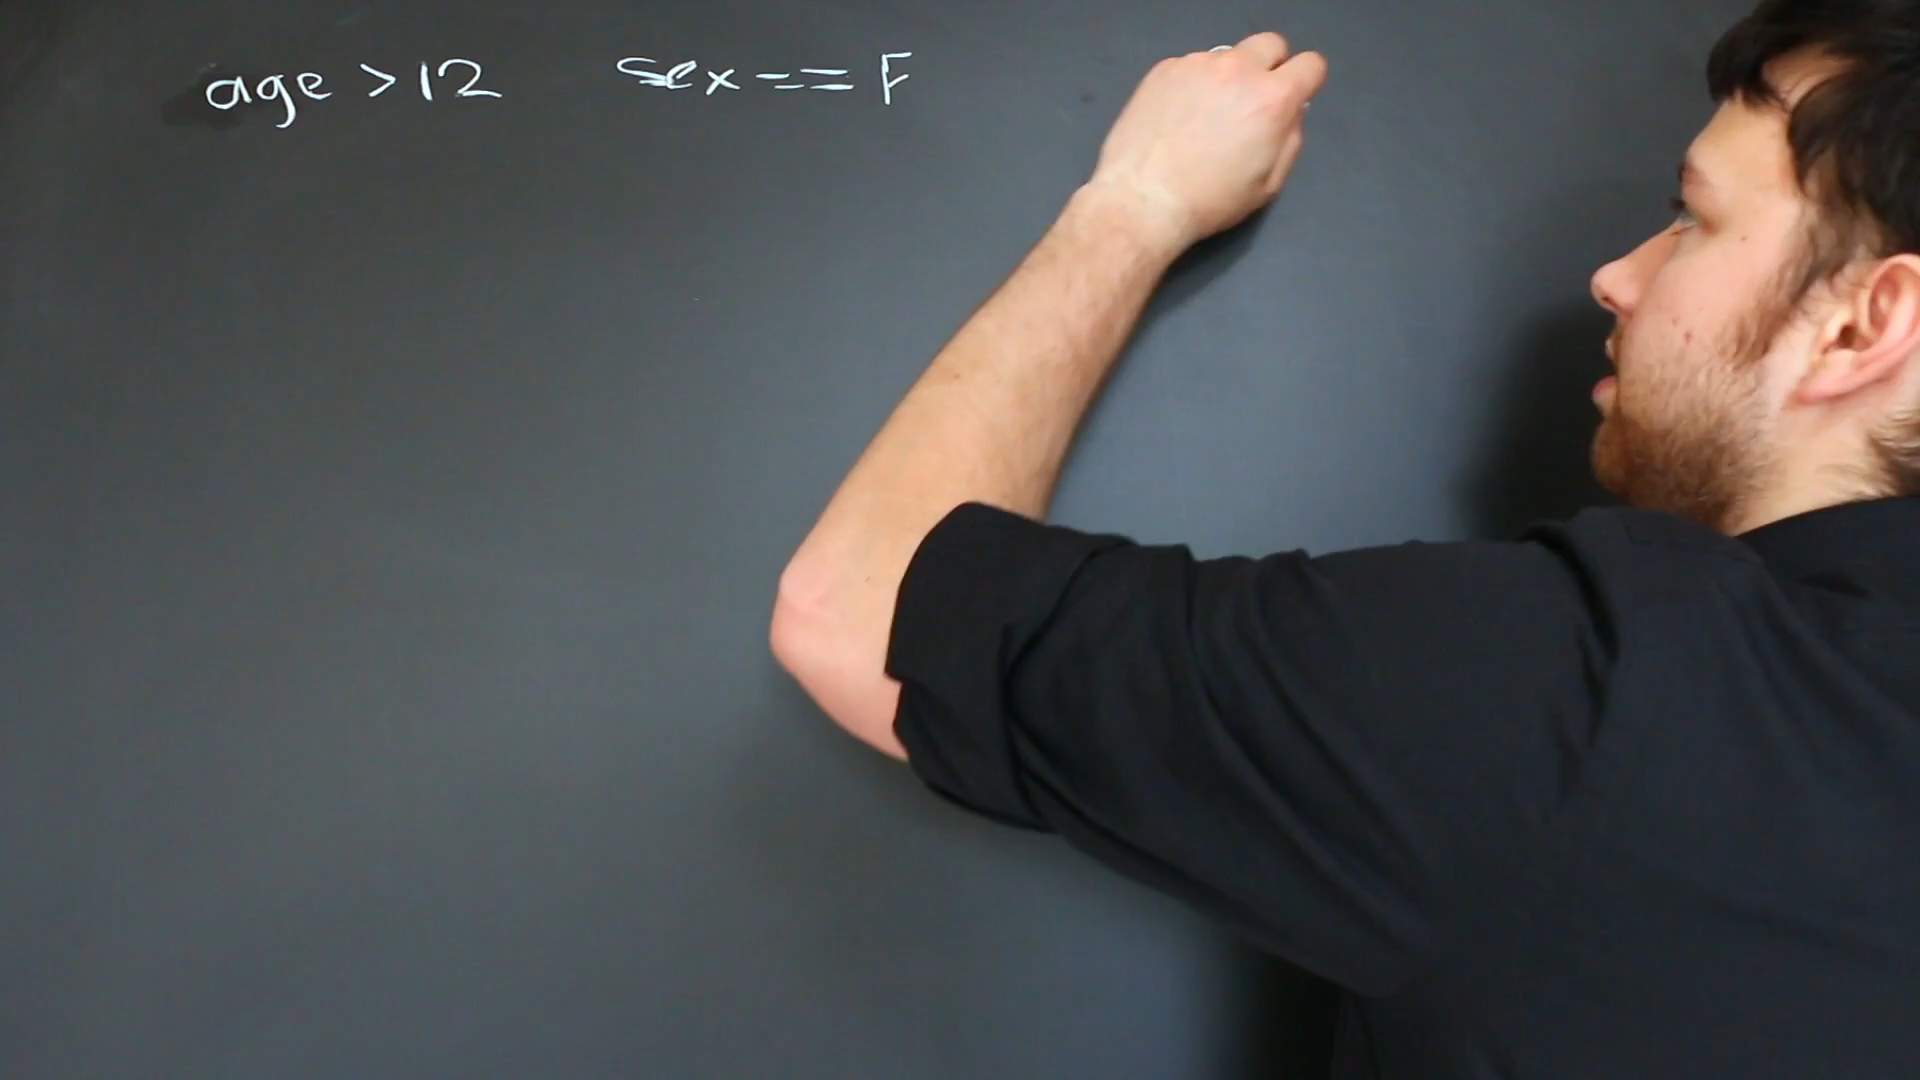 age > 12 sex == F